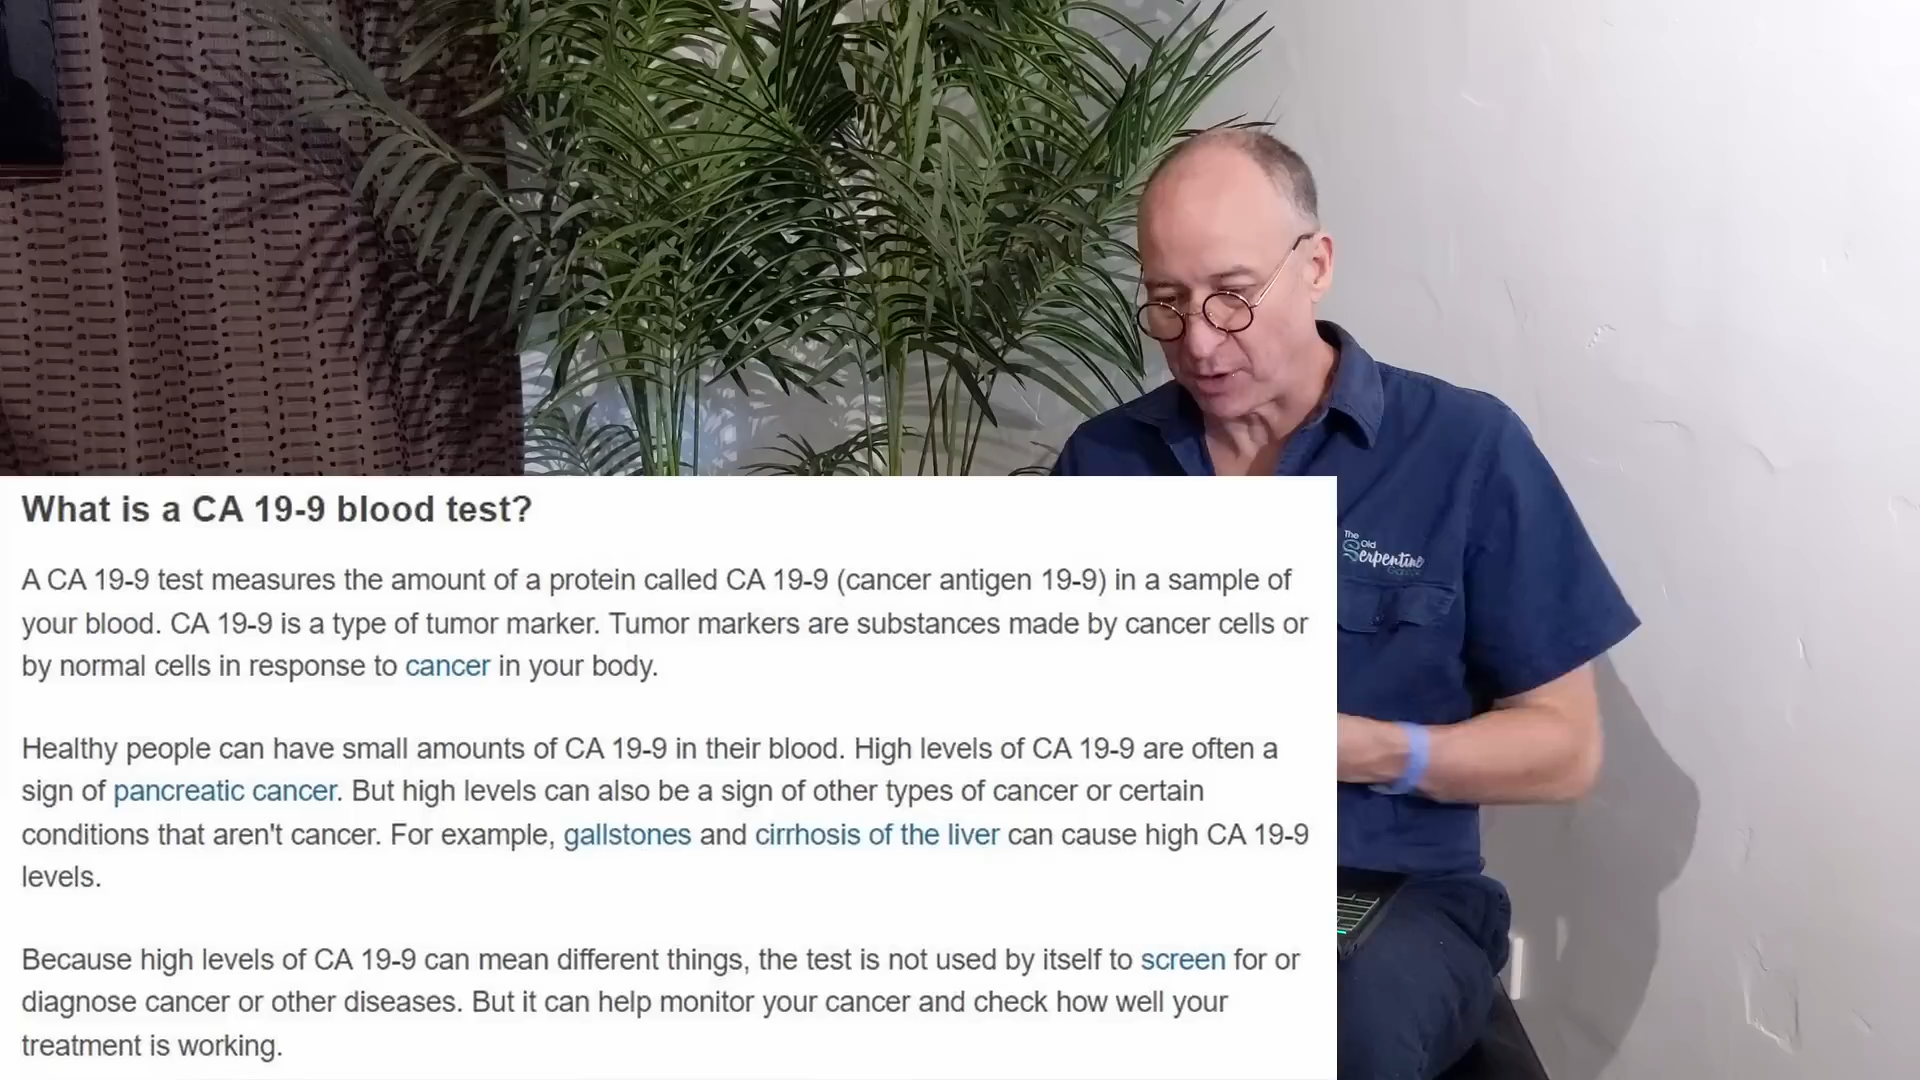 What is a CA 19-9 blood test?
A CA 19-9 test measures the amount of a protein called CA 19-9 (cancer antigen 19-9) in a sample of
your blood. CA 19-9 is a type of tumor marker. Tumor markers are substances made by cancer cells or
by normal cells in response to cancer in your body.
Healthy people can have small amounts of CA 19-9 in their blood. High levels of CA 19-9 are often a
sign of pancreatic cancer. But high levels can also be a sign of other types of cancer or certain
conditions that aren't cancer. For example, gallstones and cirrhosis of the liver can cause high CA 19-9
levels.
Because high levels of CA 19-9 can mean different things, the test is not used by itself to screen for or
diagnose cancer or other diseases. But it can help monitor your cancer and check how well your
treatment is working.
The Old
Serpentine